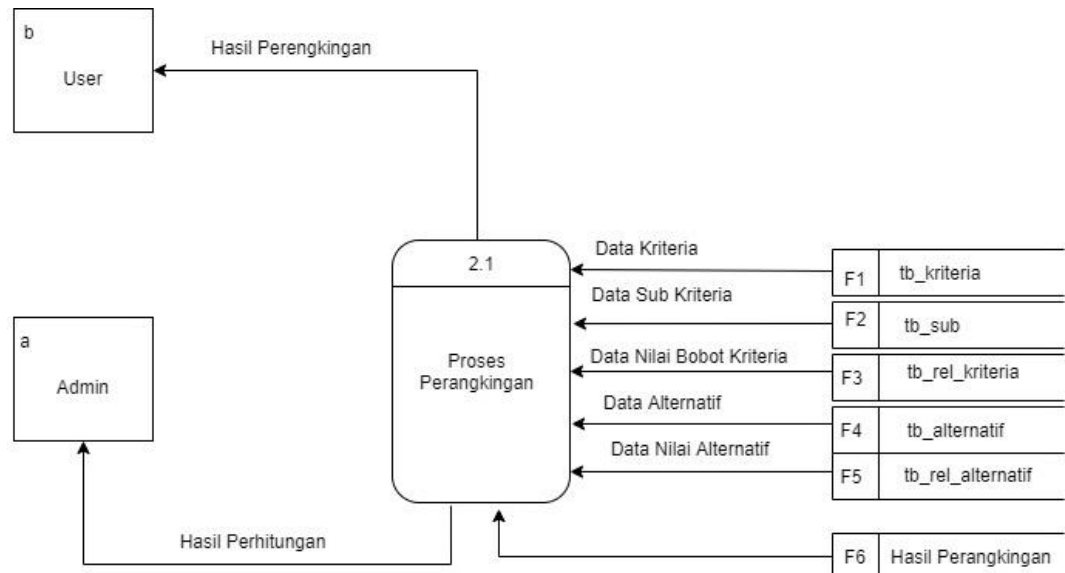 b
User
Hasil Perengkingan
a
Admin
Hasil Perhitungan
2.1
Proses
Perangkingan
Data Kriteria
F1 tb_kriteria
Data Sub Kriteria
F2 tb_sub
Data Nilai Bobot Kriteria
F3 tb_rel_kriteria
Data Alternatif
F4 tb_alternatif
Data Nilai Alternatif
F5 tb_rel_alternatif
F6 Hasil Perangkingan